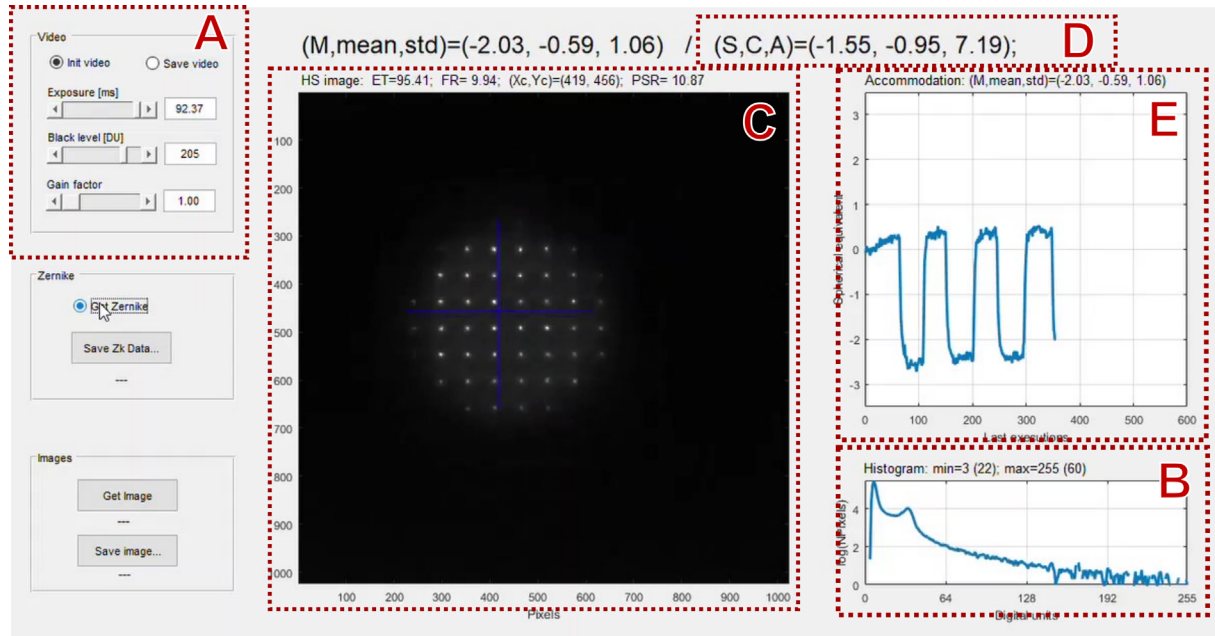 A
Video
Init video
Save video
Exposure [ms]
92.37
Black level [DU]
205
Gain factor
1.00
Zernike
Get Zernike
Save Zk Data...
---
Images
Get Image
---
Save image...
---
(M,mean,std)=(-2.03, -0.59, 1.06) / (S,C,A)=(-1.55, -0.95, 7.19);
D
HS image: ET=95.41; FR= 9.94; (Xc,Yc)=(419, 456); PSR= 10.87
C
100
200
300
400
500
600
700
800
900
1000
100 200 300 400 500 600 700 800 900 1000
Pixels
Accommodation: (M,mean,std)=(-2.03, -0.59, 1.06)
E
Spherical equivalent
3
2
1
0
-1
-2
-3
0 100 200 300 400 500 600
Last executions
Histogram: min=3 (22); max=255 (60)
B
log(NPixels)
4
2
0
0 64 128 192 255
Digital units